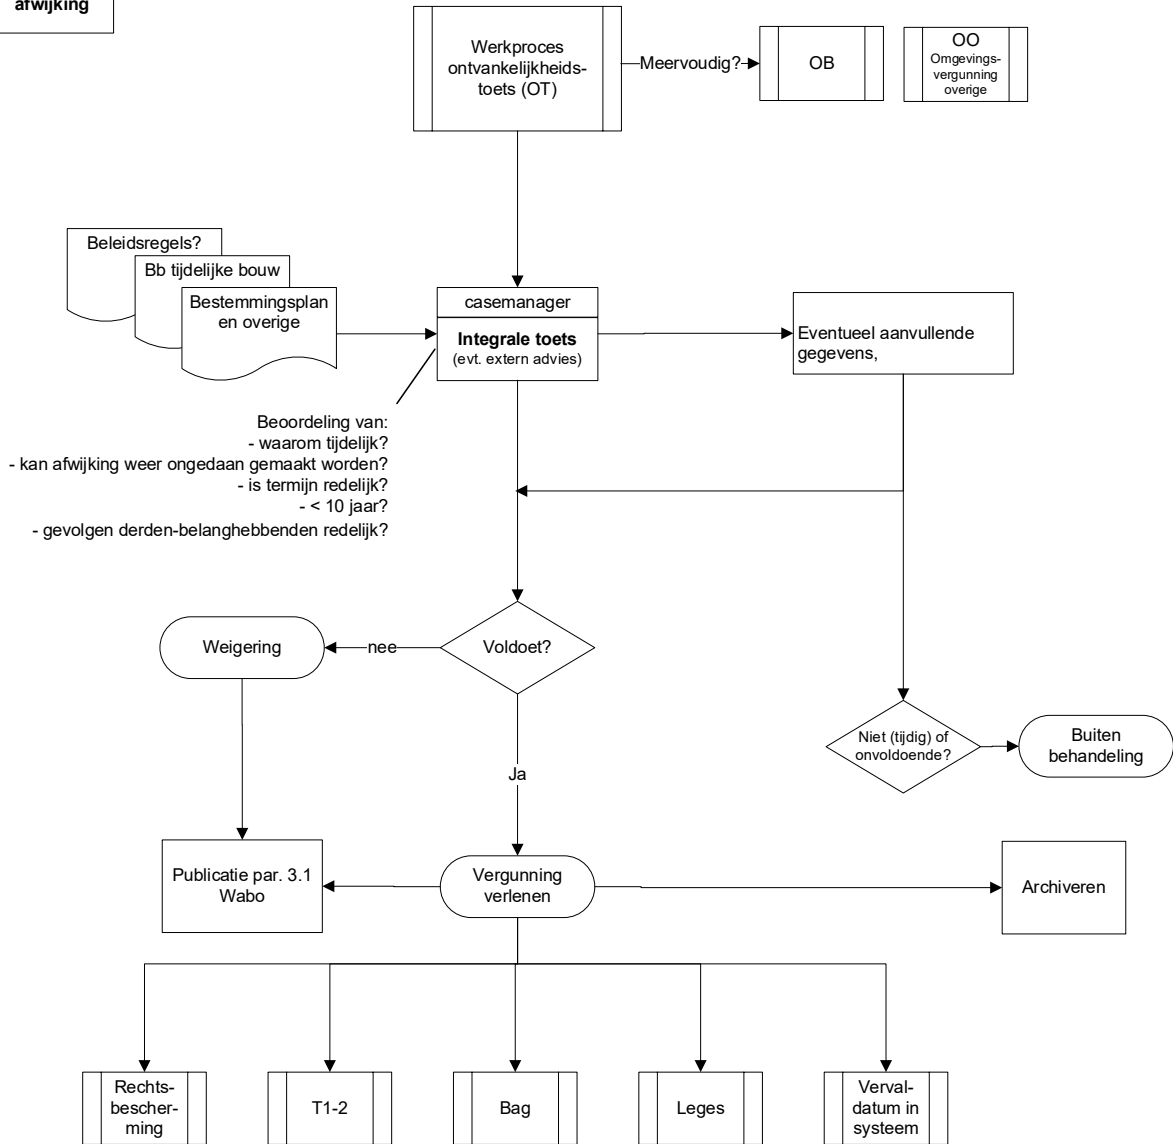 afwijking
Werkproces
ontvankelijkheids-
toets (OT)
Meervoudig?
OB
OO
Omgevings-
vergunning
overige
Beleidsregels?
Bb tijdelijke bouw
Bestemmingsplan
en overige
casemanager
Integrale toets
(evt. extern advies)
Eventueel aanvullende
gegevens,
Beoordeling van:
- waarom tijdelijk?
- kan afwijking weer ongedaan gemaakt worden?
- is termijn redelijk?
- < 10 jaar?
- gevolgen derden-belanghebbenden redelijk?
Weigering
nee
Voldoet?
Niet (tijdig) of
onvoldoende?
Buiten
behandeling
Ja
Publicatie par. 3.1
Wabo
Vergunning
verlenen
Archiveren
Rechts-
bescher-
ming
T1-2
Bag
Leges
Verval-
datum in
systeem